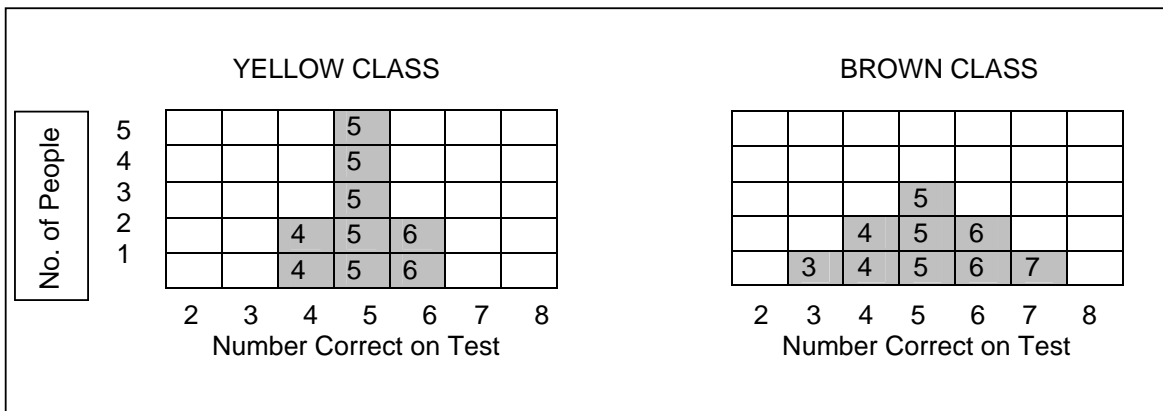 YELLOW CLASS
BROWN CLASS
No. of People
5
4
3
2
1
5
5
5
4 5 6
4 5 6
2 3 4 5 6 7 8
Number Correct on Test
5
4 5 6
3 4 5 6 7
2 3 4 5 6 7 8
Number Correct on Test